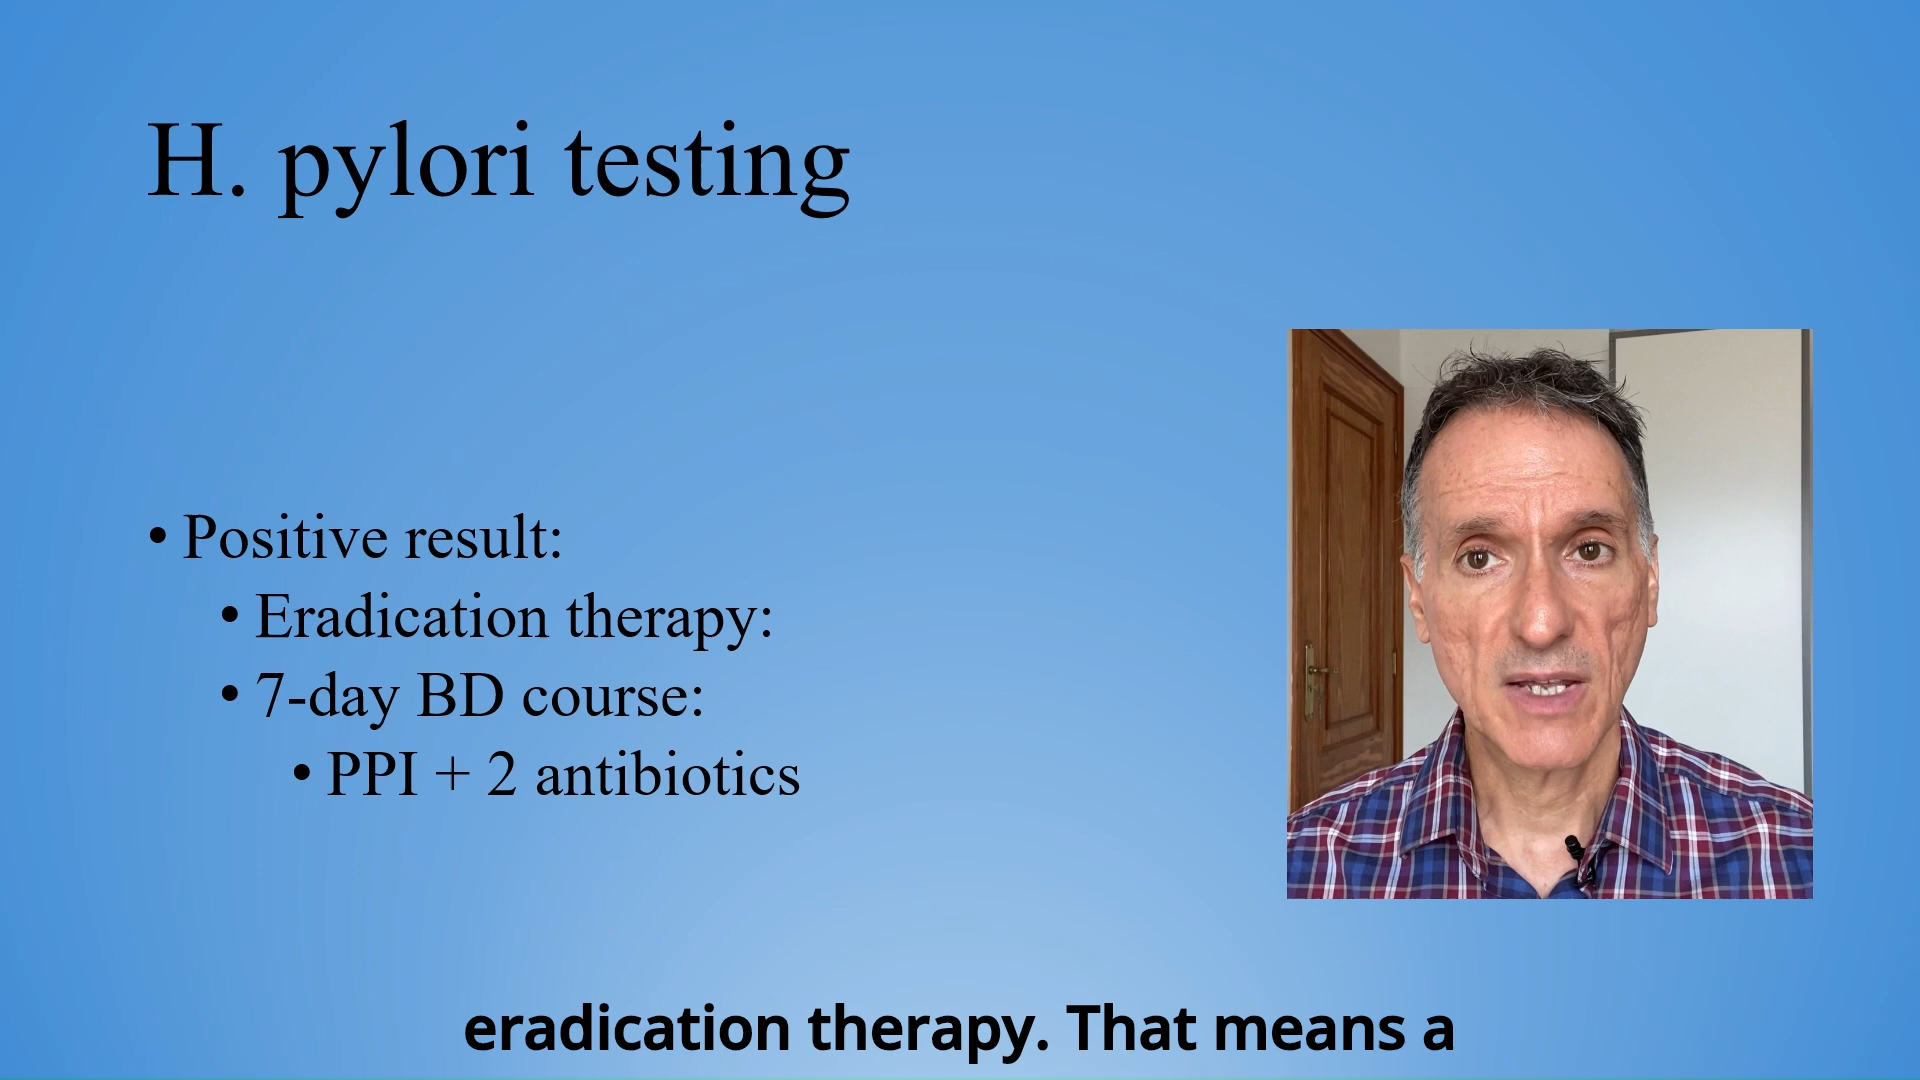 H. pylori testing
• Positive result:
• Eradication therapy:
• 7-day BD course:
• PPI + 2 antibiotics
eradication therapy. That means a